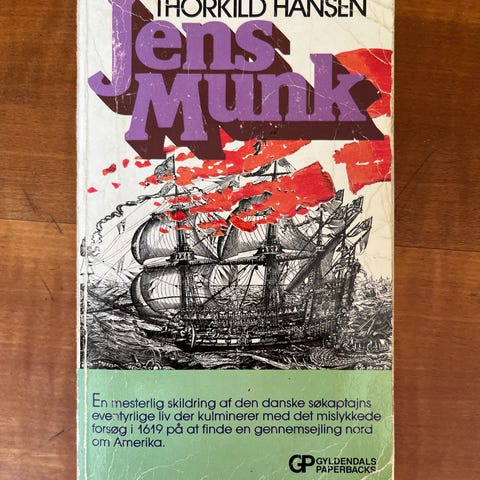 THORKILD HANSEN
Jens
Munk
En mesterlig skildring af den danske søkaptajns
eventyrlige liv der kulminerer med det mislykkede
forsøg i 1619 på at finde en gennemsejling nord
om Amerika.
GP GYLDENDALS
PAPERBACKS